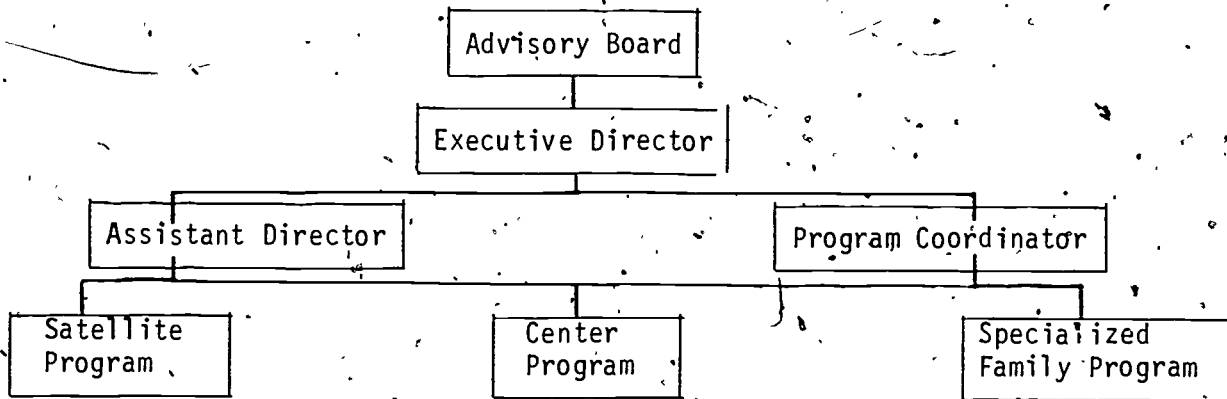 Advisory Board
Executive Director
Assistant Director
Program Coordinator
Satellite
Program
Center
Program
Specialized
Family Program